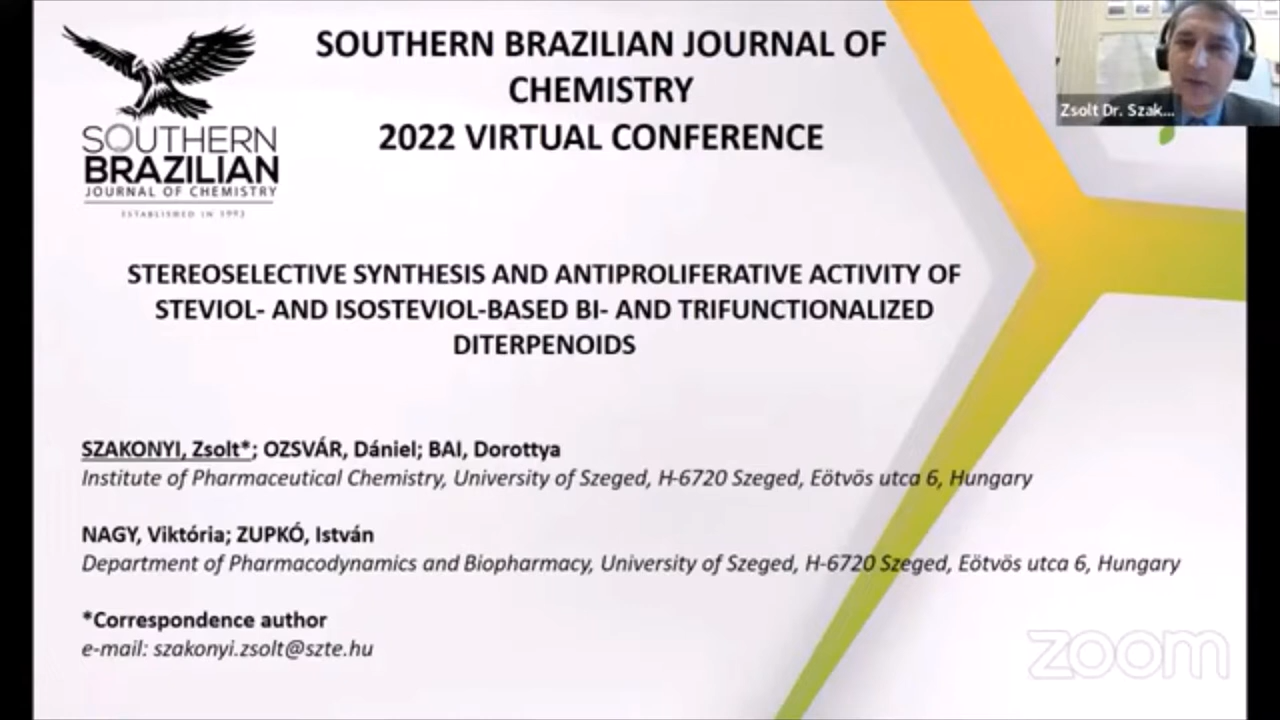 SOUTHERN BRAZILIAN JOURNAL OF
CHEMISTRY
2022 VIRTUAL CONFERENCE
SOUTHERN
BRAZILIAN
JOURNAL OF CHEMISTRY
ESTABLISHED IN 1993
Zsolt Dr. Szak...
STEREOSELECTIVE SYNTHESIS AND ANTIPROLIFERATIVE ACTIVITY OF
STEVIOL- AND ISOSTEVIOL-BASED BI- AND TRIFUNCTIONALIZED
DITERPENOIDS
SZAKONYI, Zsolt*; OZSVÁR, Dániel; BAI, Dorottya
Institute of Pharmaceutical Chemistry, University of Szeged, H-6720 Szeged, Eötvös utca 6, Hungary
NAGY, Viktória; ZUPKÓ, István
Department of Pharmacodynamics and Biopharmacy, University of Szeged, H-6720 Szeged, Eötvös utca 6, Hungary
*Correspondence author
e-mail: szakonyi.zsolt@szte.hu
zoom